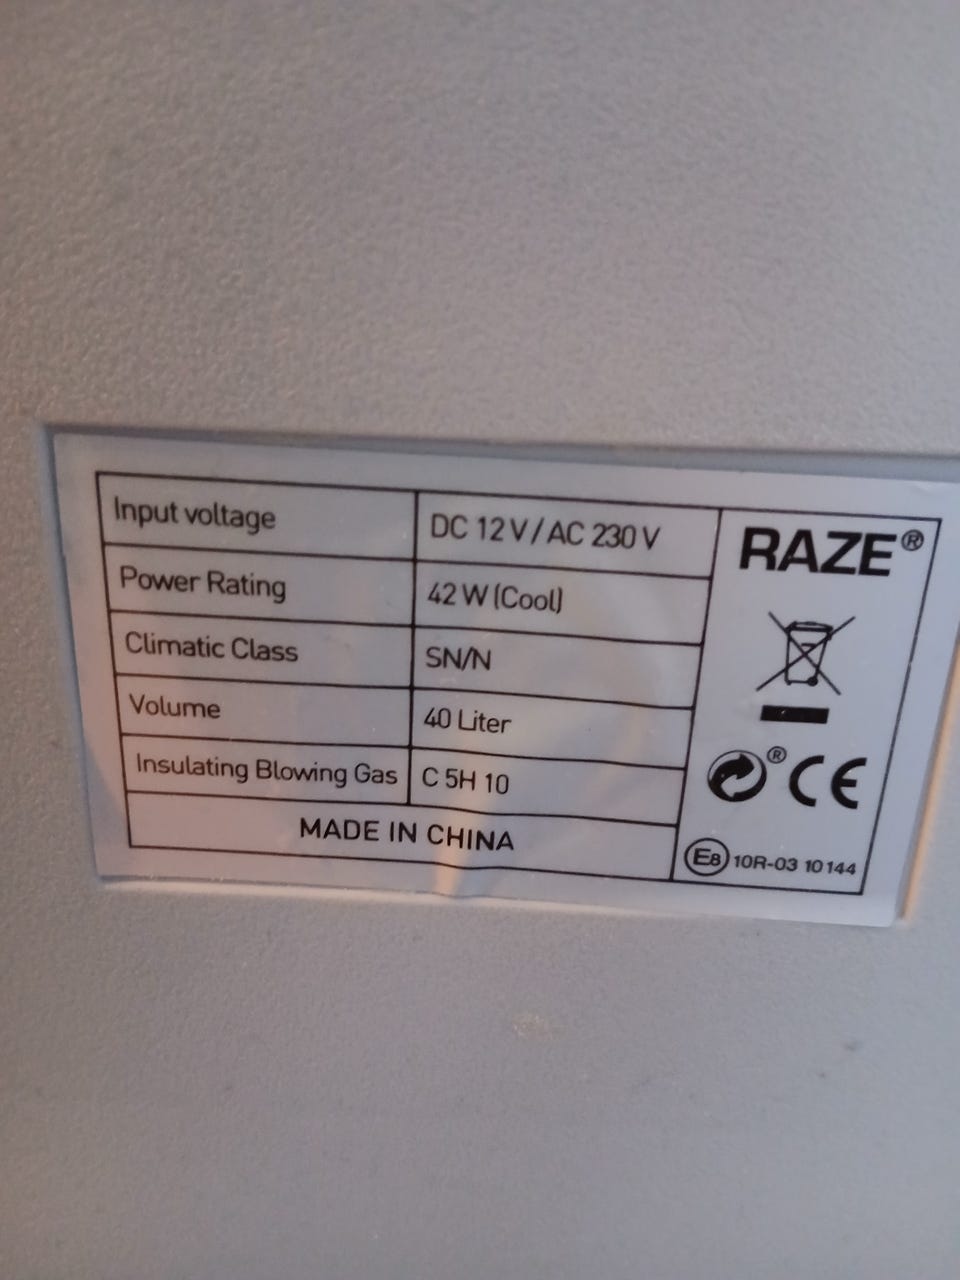 Input voltage DC 12 V / AC 230 V
Power Rating 42 W (Cool)
Climatic Class SN/N
Volume 40 Liter
Insulating Blowing Gas C 5H 10
MADE IN CHINA
RAZE®
® CE
E8 10R-03 10144